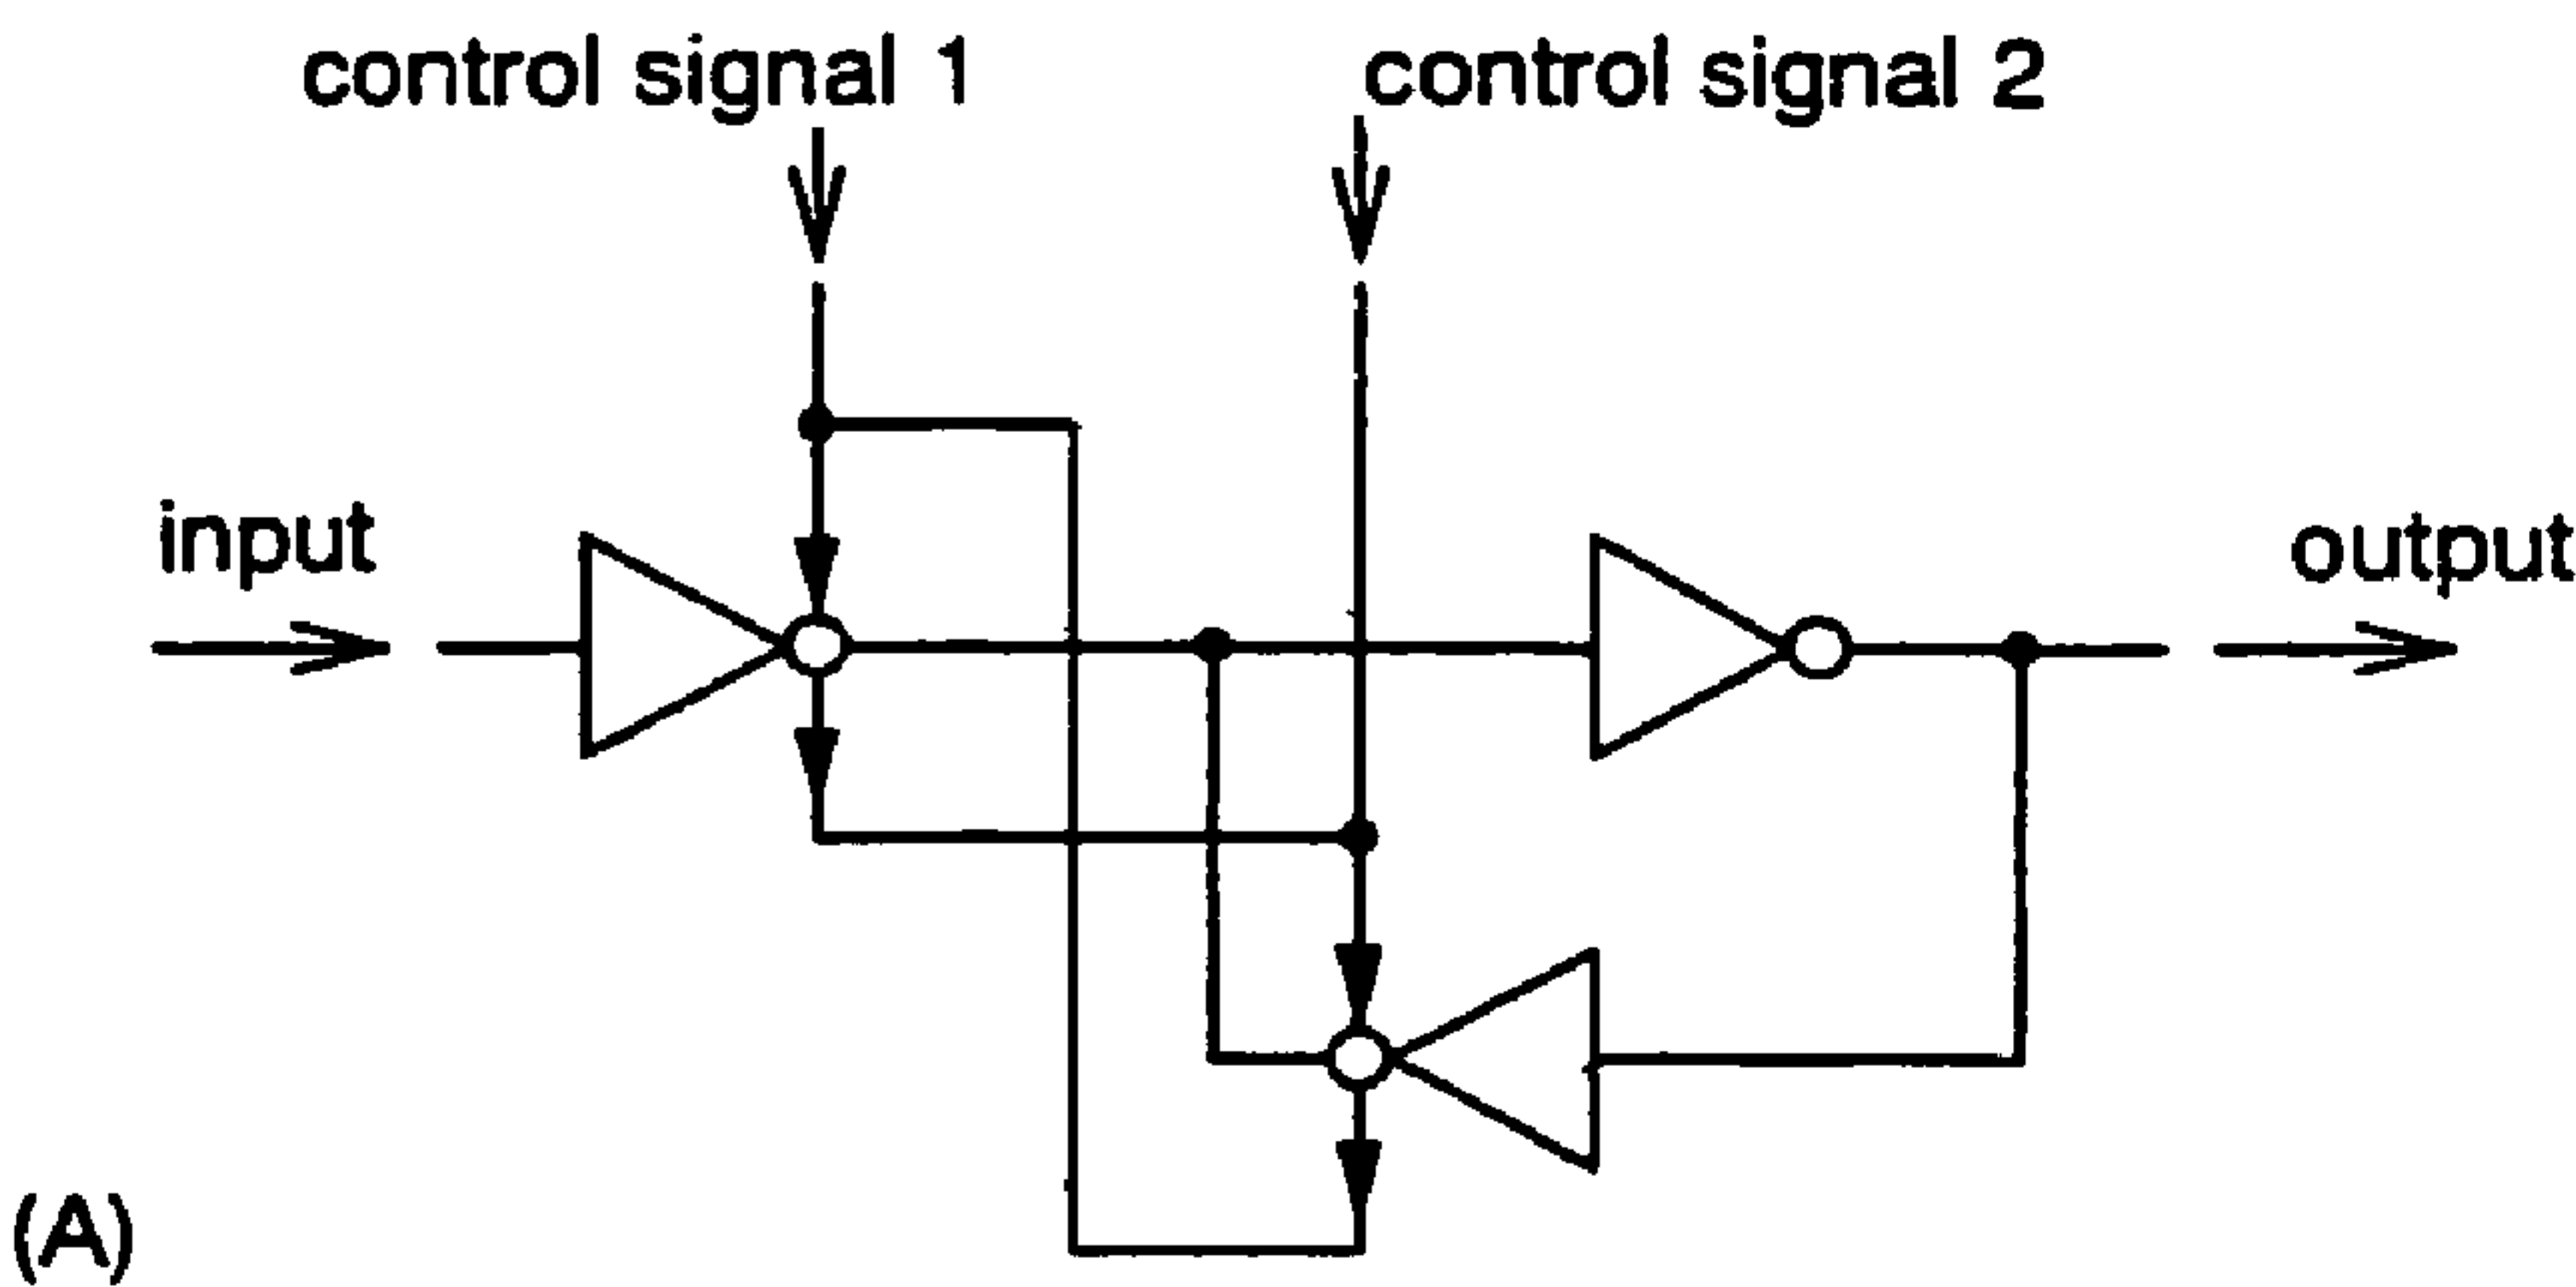 control signal 1
control signal 2
input
output
(A)